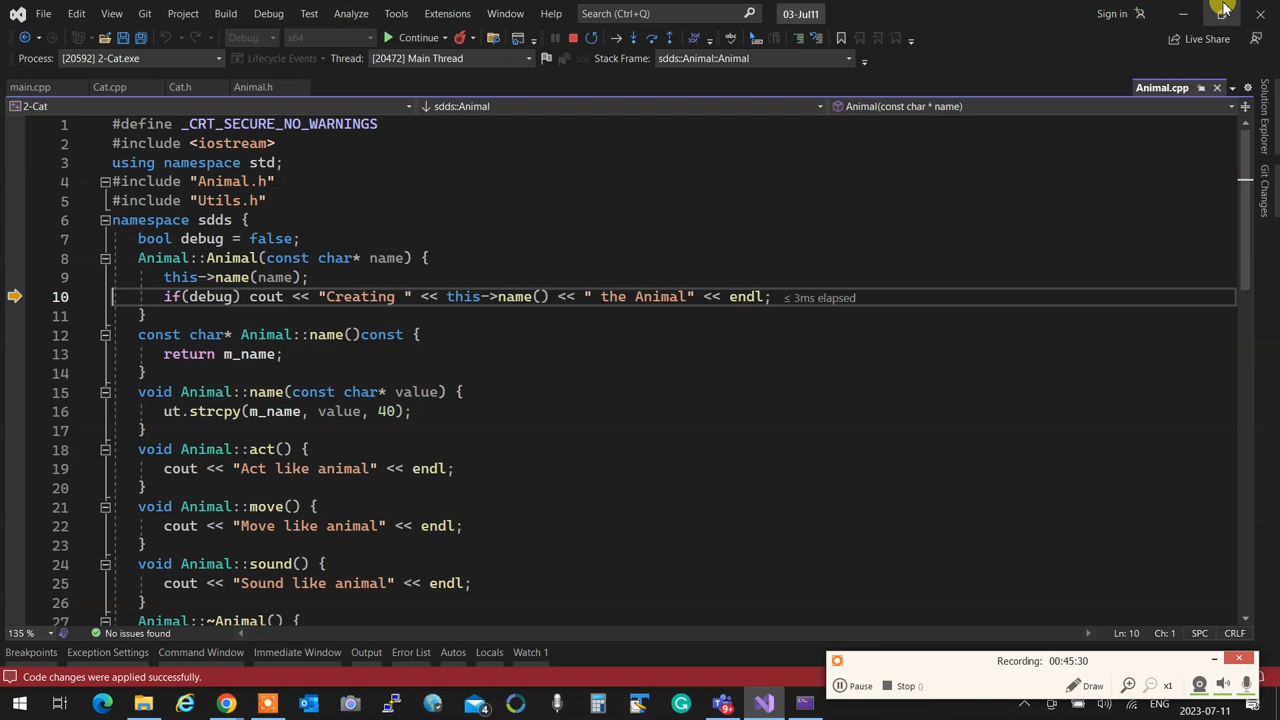 File Edit View Git Project Build Debug Test Analyze Tools Extensions Window Help Search (Ctrl+Q) 03-Jul11 Sign in
Debug x64 Continue Live Share
Process: [20592] 2-Cat.exe Lifecycle Events Thread: [20472] Main Thread Stack Frame: sdds::Animal::Animal
main.cpp Cat.cpp Cat.h Animal.h Animal.cpp
2-Cat sdds::Animal Animal(const char * name)
1 #define _CRT_SECURE_NO_WARNINGS
2 #include <iostream>
3 using namespace std;
4 #include "Animal.h"
5 #include "Utils.h"
6 namespace sdds {
7 bool debug = false;
8 Animal::Animal(const char* name) {
9 this->name(name);
10 if(debug) cout << "Creating " << this->name() << " the Animal" << endl; ≤ 3ms elapsed
11 }
12 const char* Animal::name()const {
13 return m_name;
14 }
15 void Animal::name(const char* value) {
16 ut.strcpy(m_name, value, 40);
17 }
18 void Animal::act() {
19 cout << "Act like animal" << endl;
20 }
21 void Animal::move() {
22 cout << "Move like animal" << endl;
23 }
24 void Animal::sound() {
25 cout << "Sound like animal" << endl;
26 }
27 Animal::~Animal() {
Solution Explorer
Git Changes
135 % No issues found Ln: 10 Ch: 1 SPC CRLF
Breakpoints Exception Settings Command Window Immediate Window Output Error List Autos Locals Watch 1
Code changes were applied successfully.
Recording: 00:45:30
Pause Stop () Draw x1
4 9+ ENG 12:23 PM
2023-07-11